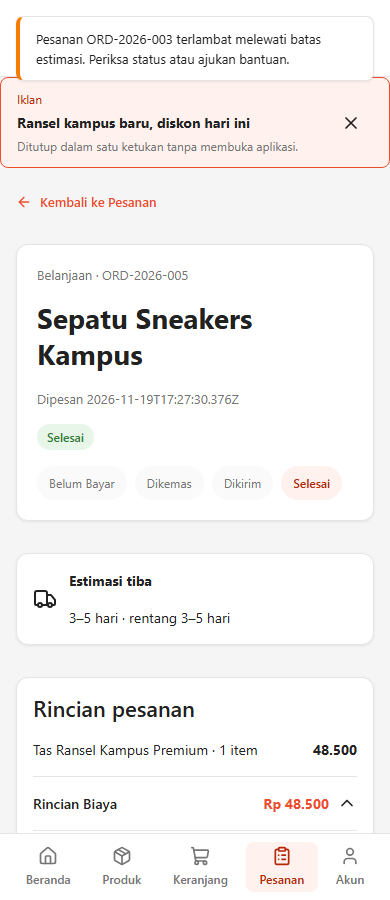 Pesanan ORD-2026-003 terlambat melewati batas
estimasi. Periksa status atau ajukan bantuan.
Iklan
Ransel kampus baru, diskon hari ini
Ditutup dalam satu ketukan tanpa membuka aplikasi.
Kembali ke Pesanan
Belanjaan · ORD-2026-005
Sepatu Sneakers
Kampus
Dipesan 2026-11-19T17:27:30.376Z
Selesai
Belum Bayar Dikemas Dikirim Selesai
Estimasi tiba
3–5 hari · rentang 3–5 hari
Rincian pesanan
Tas Ransel Kampus Premium · 1 item 48.500
Rincian Biaya Rp 48.500
Beranda Produk Keranjang Pesanan Akun